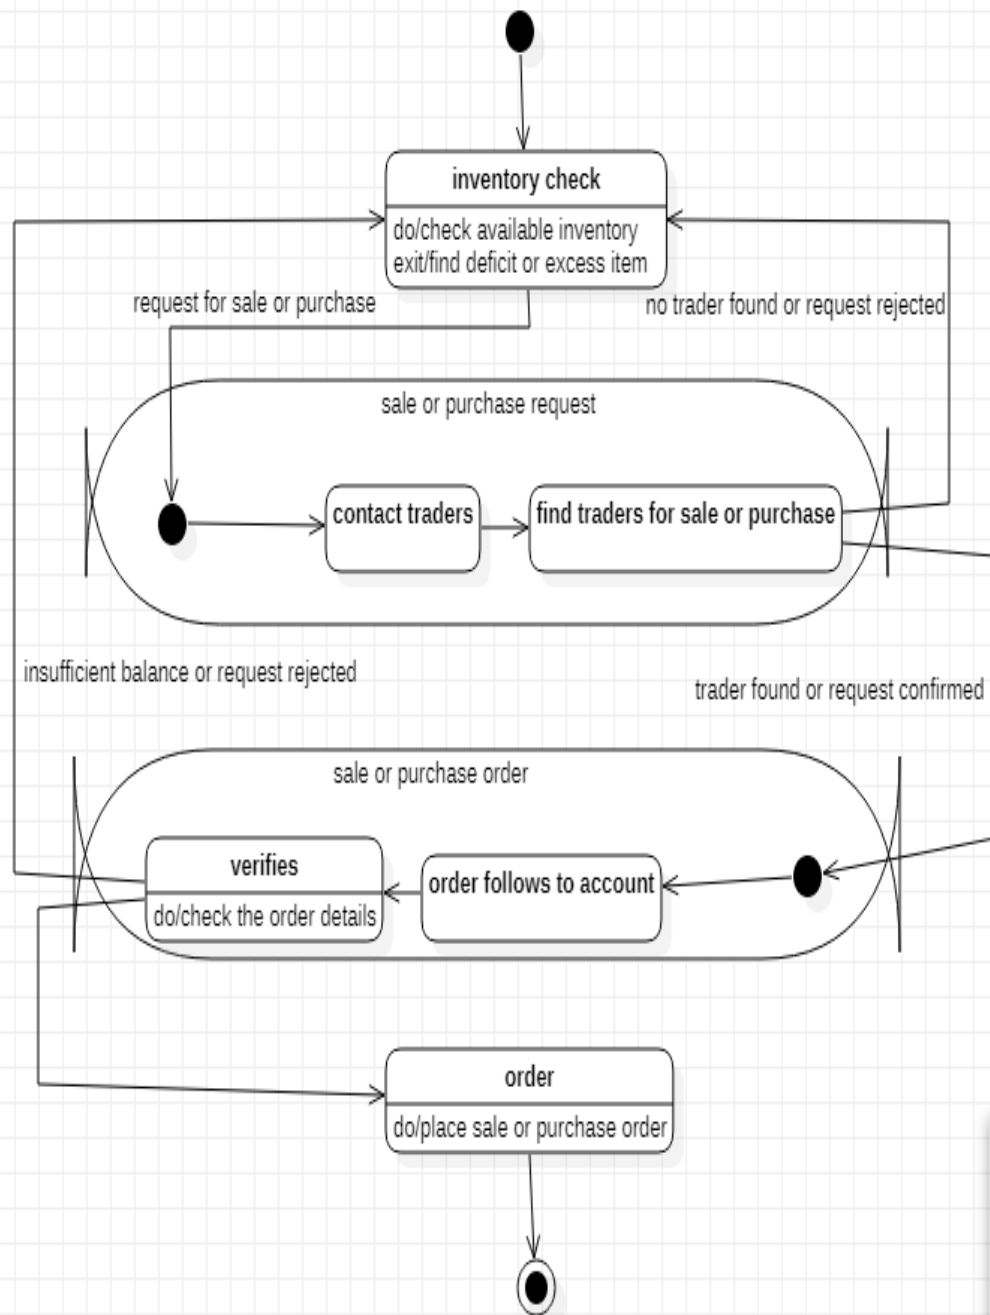 inventory check
do/check available inventory
exit/find deficit or excess item
request for sale or purchase
no trader found or request rejected
sale or purchase request
contact traders
find traders for sale or purchase
insufficient balance or request rejected
trader found or request confirmed
sale or purchase order
verifies
do/check the order details
order follows to account
order
do/place sale or purchase order